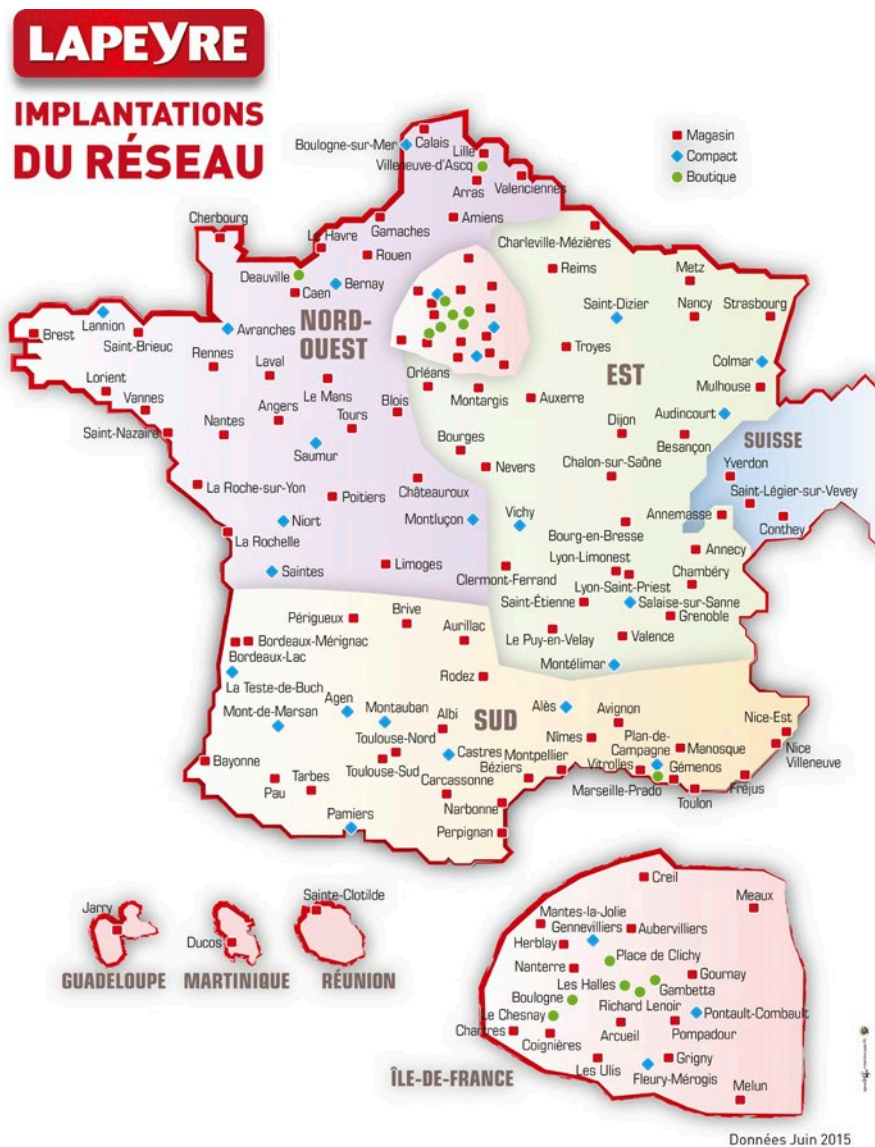 LAPEYRE
IMPLANTATIONS
DU RÉSEAU
Magasin
Compact
Boutique
Boulogne-sur-Mer
Calais
Lille
Villeneuve-d'Ascq
Arras
Valenciennes
Cherbourg
Le Havre
Gamaches
Amiens
Rouen
Charleville-Mézières
Reims
Metz
Deauville
Caen
Bernay
Saint-Dizier
Nancy
Strasbourg
Lannion
Brest
Saint-Brieuc
Avranches
NORD-
OUEST
Rennes
Laval
Troyes
Colmar
EST
Lorient
Vannes
Le Mans
Orléans
Montargis
Auxerre
Mulhouse
Saint-Nazaire
Nantes
Angers
Tours
Blois
Dijon
Audincourt
Saumur
Bourges
Besançon
SUISSE
Nevers
Chalon-sur-Saône
Yverdon
La Roche-sur-Yon
Poitiers
Châteauroux
Saint-Légier-sur-Vevey
Niort
Montluçon
Vichy
Annemasse
Conthey
La Rochelle
Bourg-en-Bresse
Annecy
Limoges
Lyon-Limonest
Saintes
Clermont-Ferrand
Chambéry
Lyon-Saint-Priest
Saint-Étienne
Salaise-sur-Sanne
Périgueux
Brive
Grenoble
Aurillac
Bordeaux-Mérignac
Le Puy-en-Velay
Valence
Bordeaux-Lac
Montélimar
Rodez
La Teste-de-Buch
Agen
Mont-de-Marsan
Montauban
Albi
SUD
Alès
Avignon
Nice-Est
Toulouse-Nord
Nîmes
Plan-de-
Campagne
Manosque
Nice
Villeneuve
Bayonne
Castres
Montpellier
Toulouse-Sud
Béziers
Vitrolles
Gémenos
Pau
Tarbes
Carcassonne
Marseille-Prado
Toulon
Fréjus
Pamiers
Narbonne
Perpignan
Jarry
GUADELOUPE
Ducos
MARTINIQUE
Sainte-Clotilde
RÉUNION
Creil
Meaux
Mantes-la-Jolie
Gennevilliers
Aubervilliers
Herblay
Place de Clichy
Nanterre
Gournay
Les Halles
Gambetta
Boulogne
Richard Lenoir
Le Chesnay
Pontault-Combault
Chartres
Coignières
Arcueil
Pompadour
Les Ulis
Grigny
Fleury-Mérogis
Melun
ÎLE-DE-FRANCE
Données Juin 2015